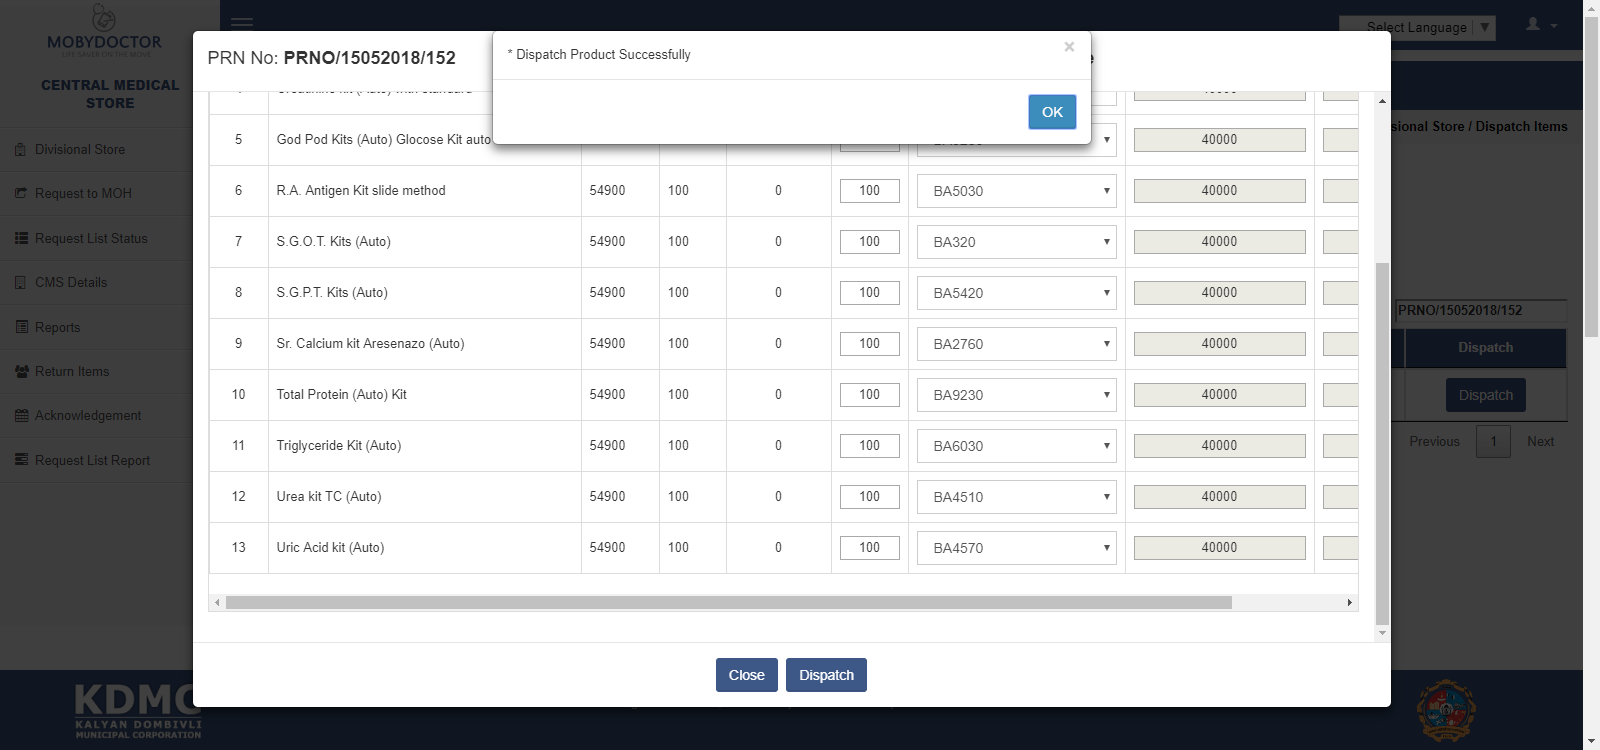 MOBYDOCTOR
LIFE SAVER ON THE MOVE
CENTRAL MEDICAL
STORE
Divisional Store
Request to MOH
Request List Status
CMS Details
Reports
Return Items
Acknowledgement
Request List Report
Select Language ▼
sional Store / Dispatch Items
PRN No: PRNO/15052018/152
* Dispatch Product Successfully
×
OK
40000
5 God Pod Kits (Auto) Glocose Kit auto 40000
6 R.A. Antigen Kit slide method 54900 100 0 100 BA5030 40000
7 S.G.O.T. Kits (Auto) 54900 100 0 100 BA320 40000
8 S.G.P.T. Kits (Auto) 54900 100 0 100 BA5420 40000
9 Sr. Calcium kit Aresenazo (Auto) 54900 100 0 100 BA2760 40000
10 Total Protein (Auto) Kit 54900 100 0 100 BA9230 40000
11 Triglyceride Kit (Auto) 54900 100 0 100 BA6030 40000
12 Urea kit TC (Auto) 54900 100 0 100 BA4510 40000
13 Uric Acid kit (Auto) 54900 100 0 100 BA4570 40000
Close Dispatch
PRNO/15052018/152
Dispatch
Dispatch
Previous 1 Next
KDMC
KALYAN DOMBIVLI
MUNICIPAL CORPORATION